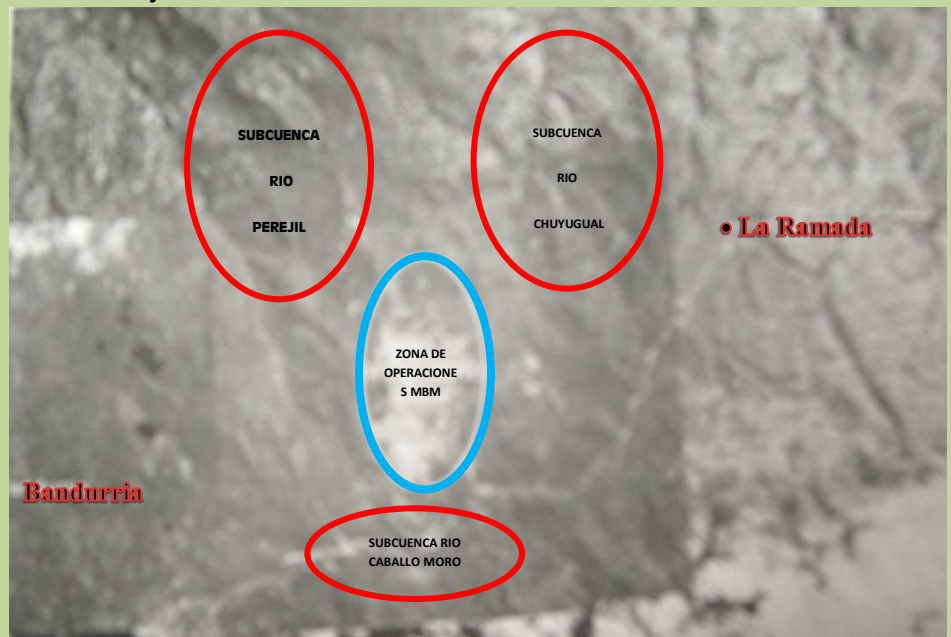 SUBCUENCA
RIO
PEREJIL
SUBCUENCA
RIO
CHUYUGUAL
• La Ramada
ZONA DE
OPERACIONE
S MBM
Bandurria
SUBCUENCA RIO
CABALLO MORO